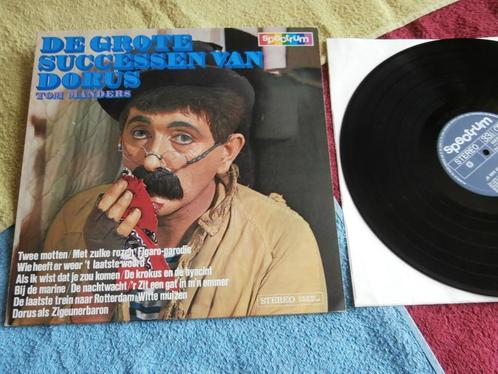 DE GROTE
SUCCESSEN VAN
DORUS
TOM MANDERS
spectrum
Twee motten/Met zulke rozen/Figaro-parodie
Wie heeft er weer 't laatste woord
Als ik wist dat je zou komen/De krokus en de hyacint
Bij de marine/De nachtwacht/'r Zit een gat in m'n emmer
De laatste trein naar Rotterdam/Witte muizen
Dorus als Zigeunerbaron
STEREO
spectrum
STEREO 33